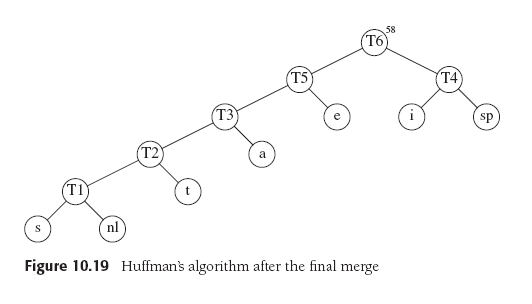 58
T6
T5 T4
T3 e i sp
T2 a
T1 t
s nl
Figure 10.19 Huffman's algorithm after the final merge